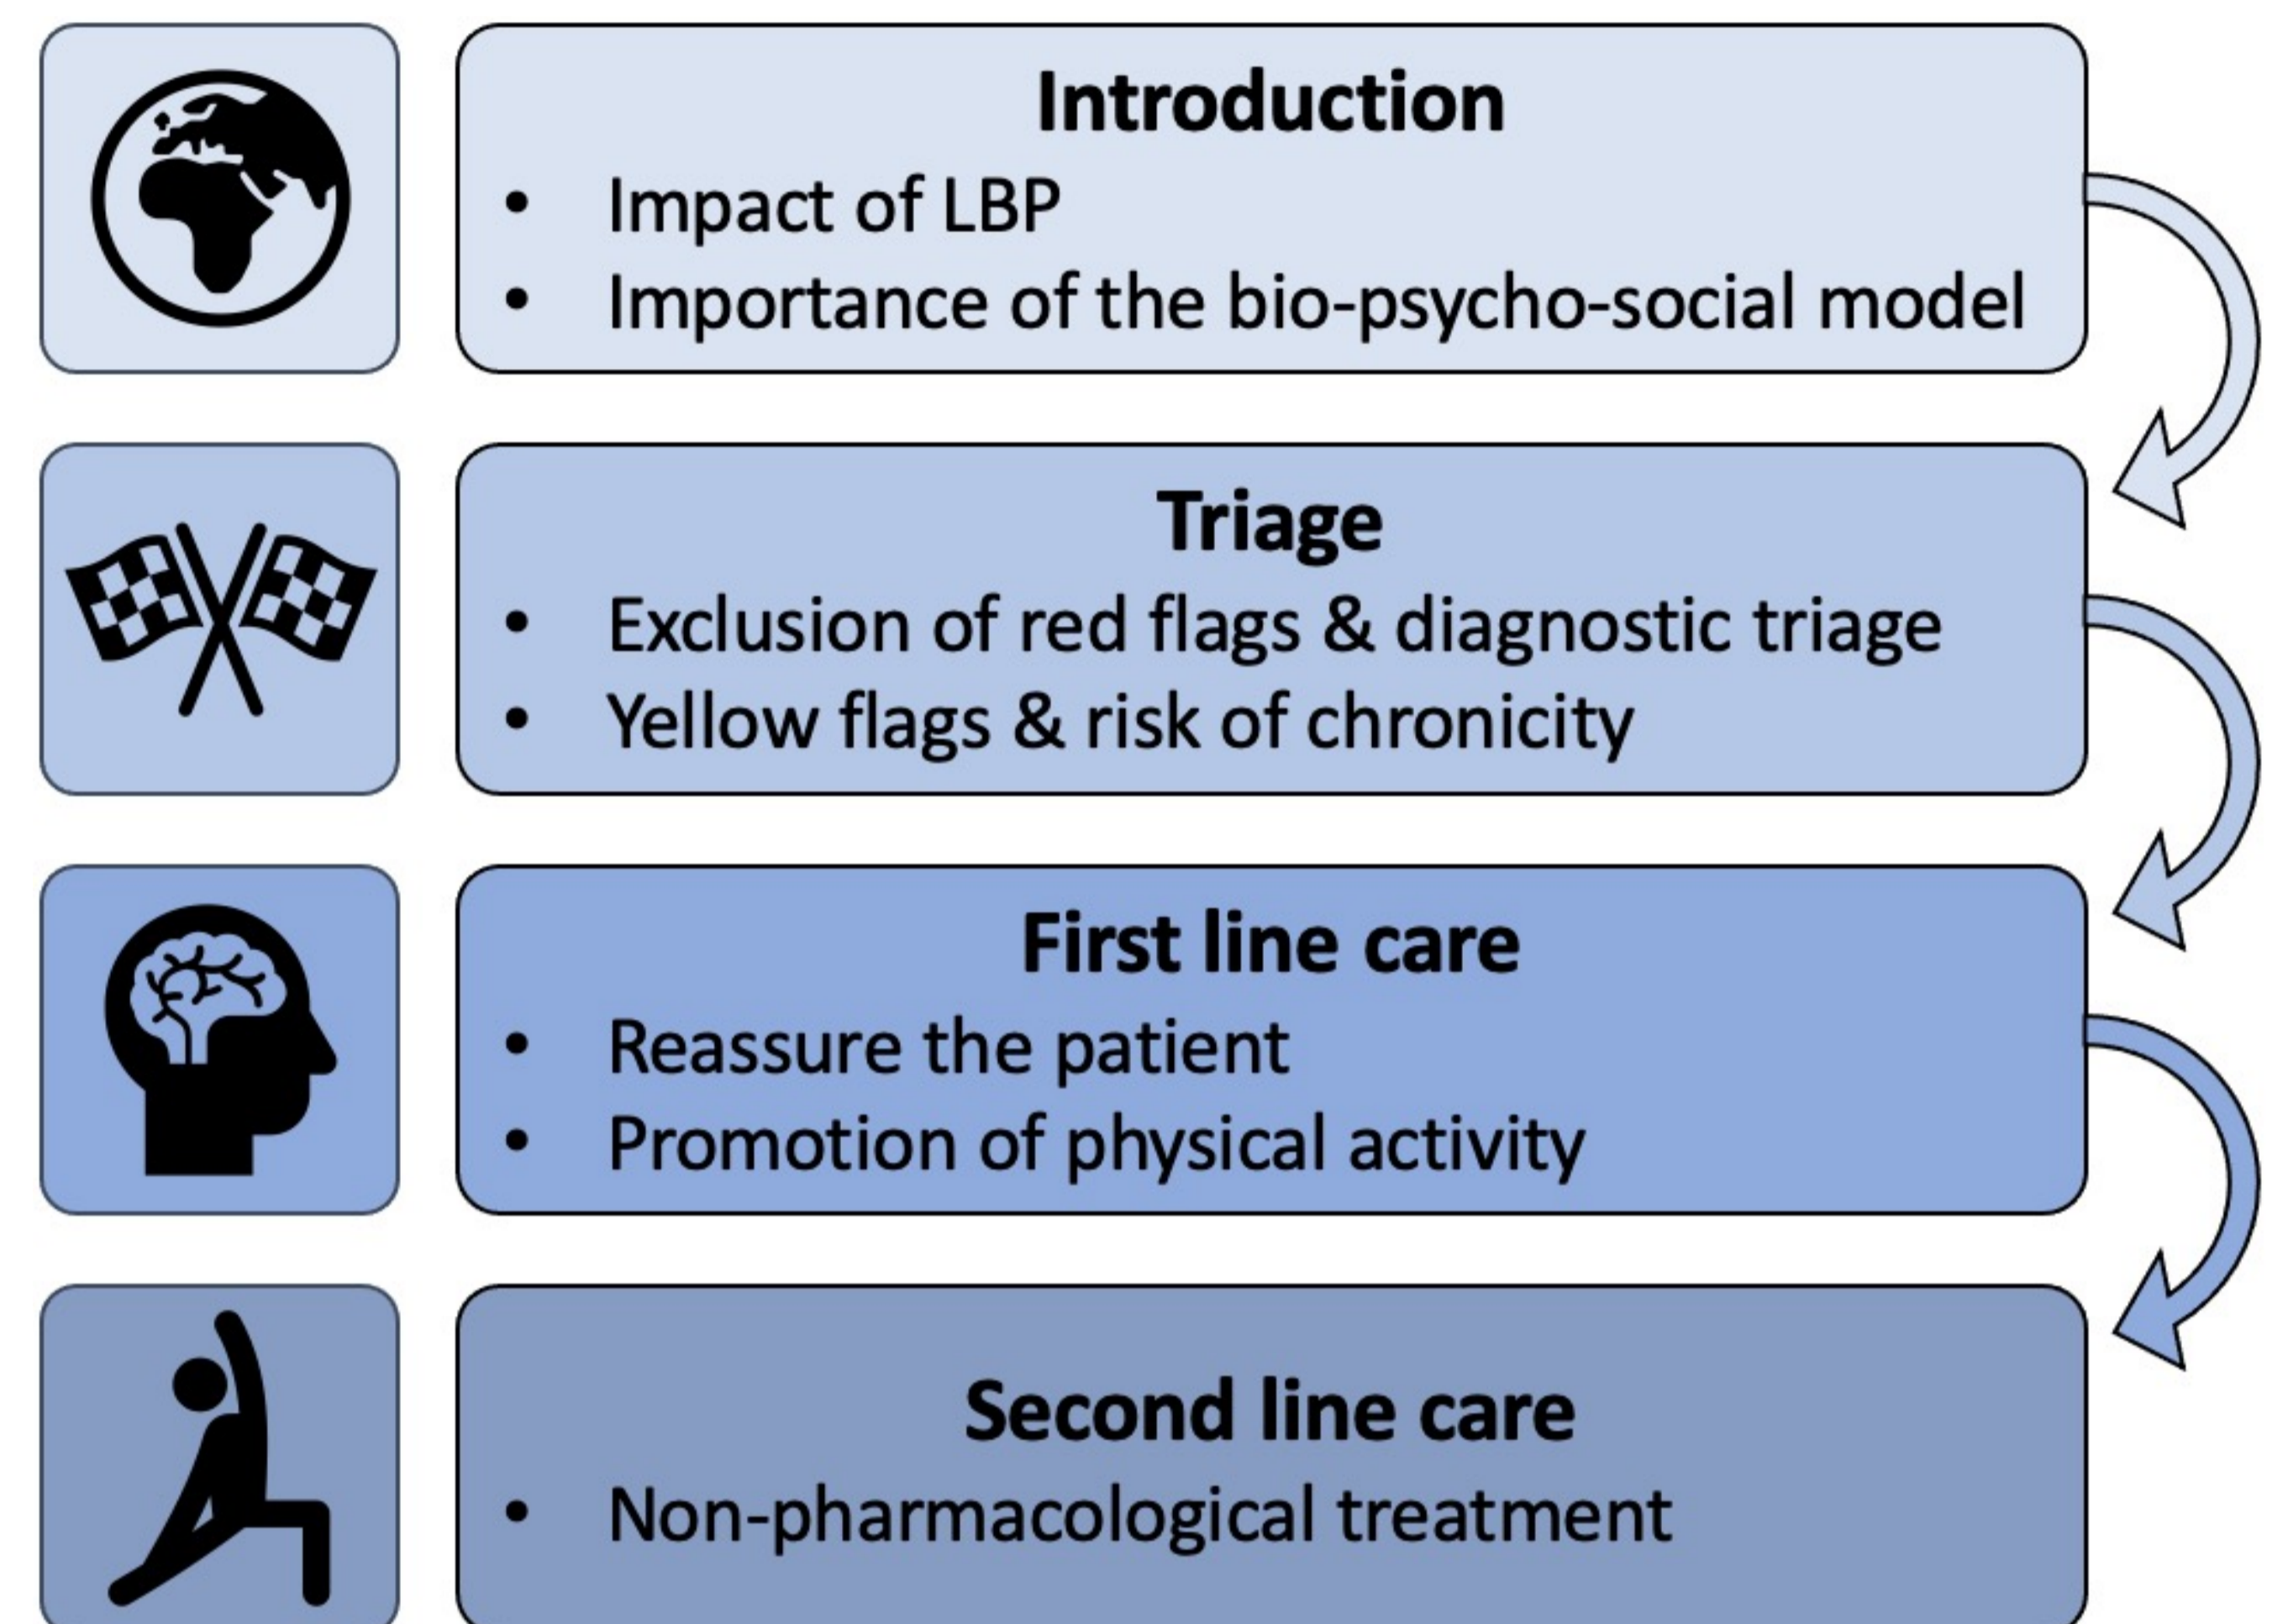 Introduction
• Impact of LBP
• Importance of the bio-psycho-social model
Triage
• Exclusion of red flags & diagnostic triage
• Yellow flags & risk of chronicity
First line care
• Reassure the patient
• Promotion of physical activity
Second line care
• Non-pharmacological treatment